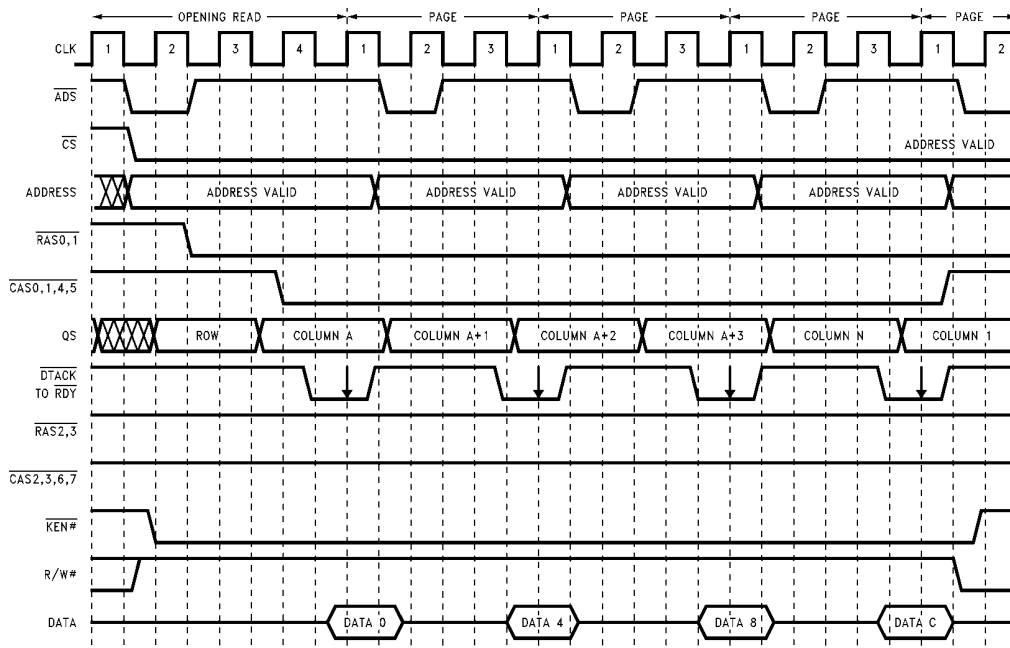 OPENING READ PAGE PAGE PAGE PAGE
CLK 1 2 3 4 1 2 3 1 2 3 1 2 3 1 2
ADS
CS ADDRESS VALID
ADDRESS ADDRESS VALID ADDRESS VALID ADDRESS VALID ADDRESS VALID
RAS0,1
CAS0,1,4,5
QS ROW COLUMN A COLUMN A+1 COLUMN A+2 COLUMN A+3 COLUMN N COLUMN 1
DTACK
TO RDY
RAS2,3
CAS2,3,6,7
KEN#
R/W#
DATA DATA 0 DATA 4 DATA 8 DATA C